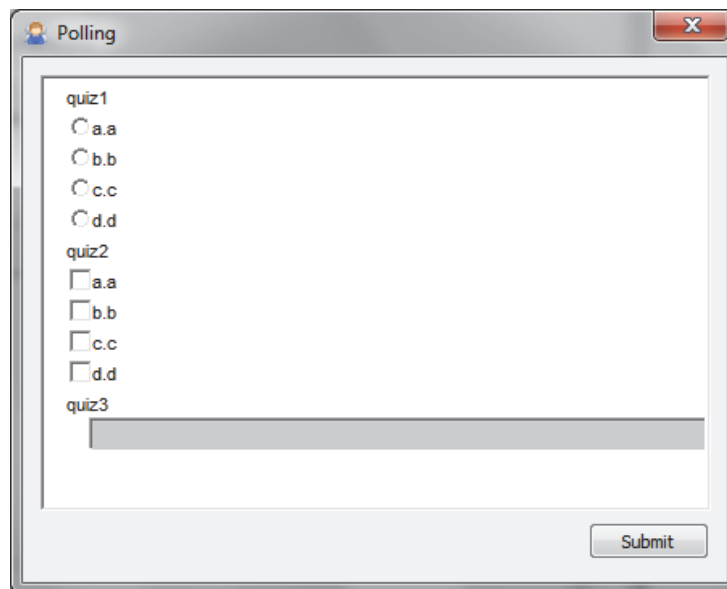 Polling
quiz1
a.a
b.b
c.c
d.d
quiz2
a.a
b.b
c.c
d.d
quiz3
Submit